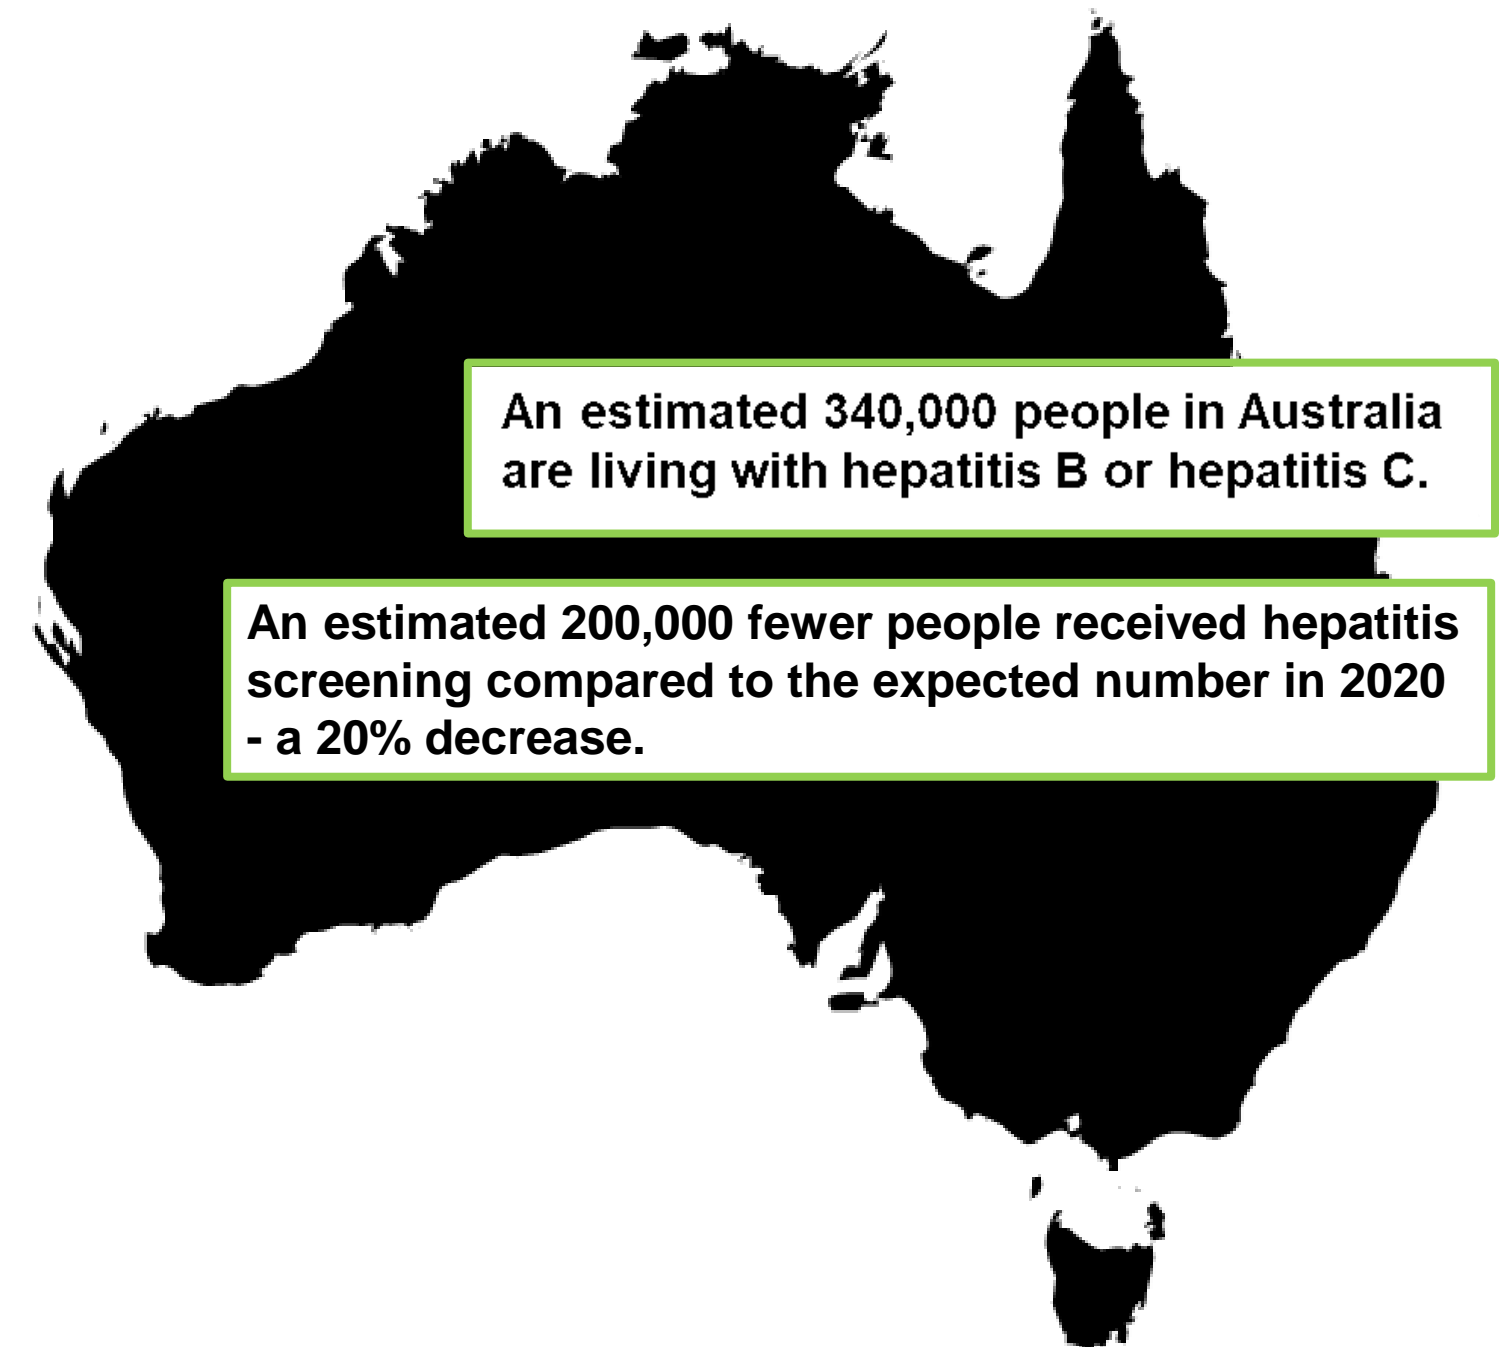 An estimated 340,000 people in Australia
are living with hepatitis B or hepatitis C.
An estimated 200,000 fewer people received hepatitis
screening compared to the expected number in 2020
- a 20% decrease.